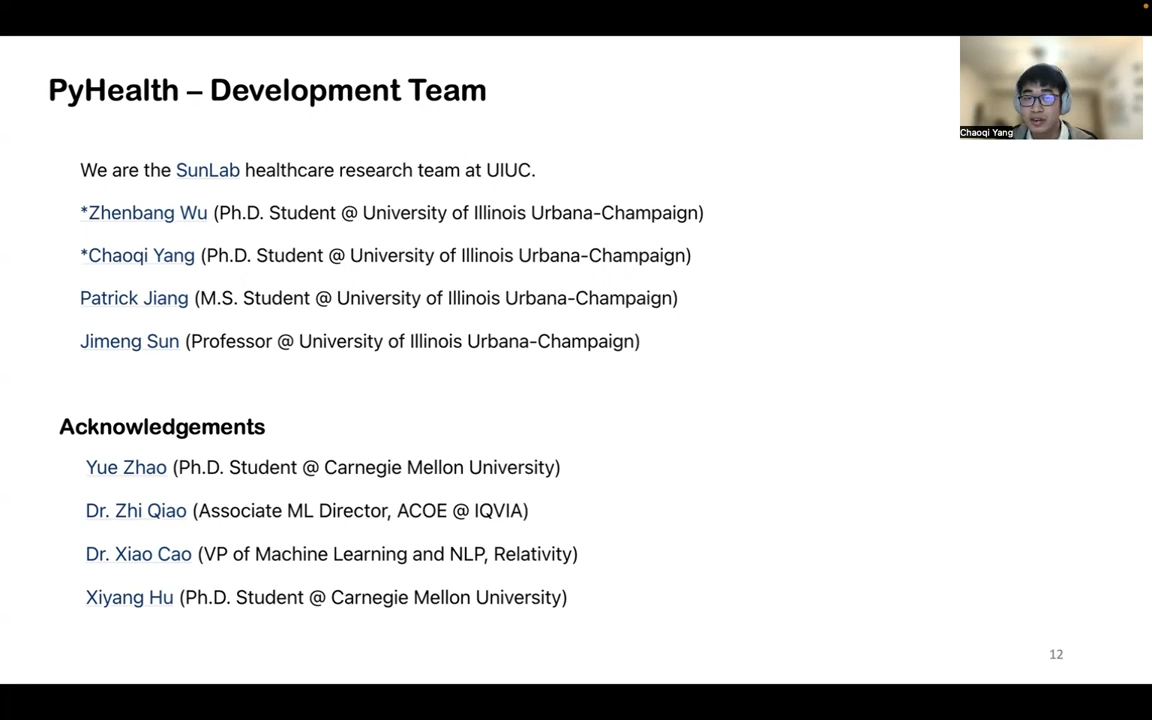 PyHealth – Development Team
Chaoqi Yang
We are the SunLab healthcare research team at UIUC.
*Zhenbang Wu (Ph.D. Student @ University of Illinois Urbana-Champaign)
*Chaoqi Yang (Ph.D. Student @ University of Illinois Urbana-Champaign)
Patrick Jiang (M.S. Student @ University of Illinois Urbana-Champaign)
Jimeng Sun (Professor @ University of Illinois Urbana-Champaign)
Acknowledgements
Yue Zhao (Ph.D. Student @ Carnegie Mellon University)
Dr. Zhi Qiao (Associate ML Director, ACOE @ IQVIA)
Dr. Xiao Cao (VP of Machine Learning and NLP, Relativity)
Xiyang Hu (Ph.D. Student @ Carnegie Mellon University)
12